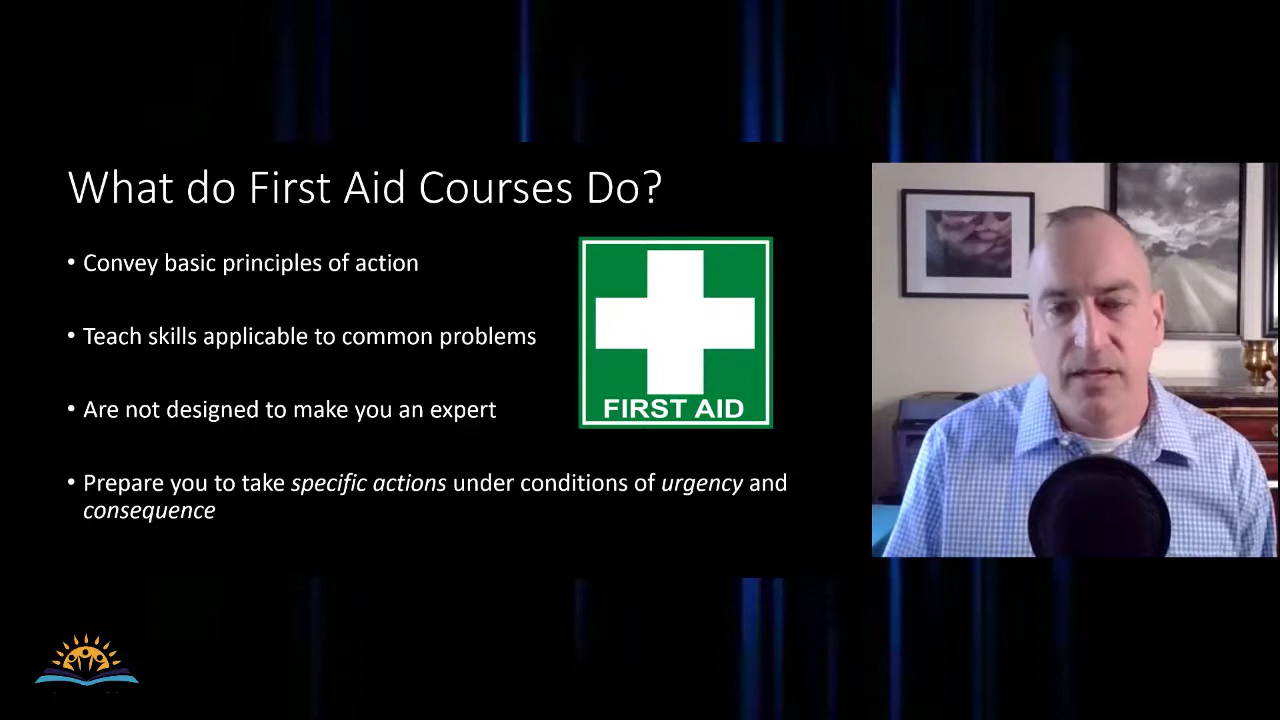 What do First Aid Courses Do?
• Convey basic principles of action
• Teach skills applicable to common problems
• Are not designed to make you an expert
• Prepare you to take specific actions under conditions of urgency and
consequence
FIRST AID